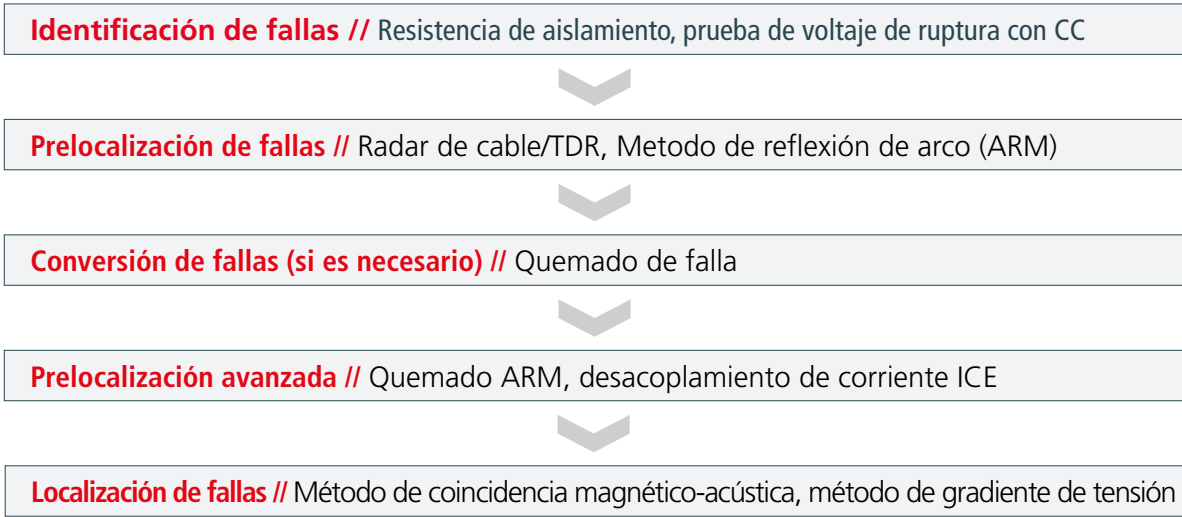 Identificación de fallas // Resistencia de aislamiento, prueba de voltaje de ruptura con CC
Prelocalización de fallas // Radar de cable/TDR, Metodo de reflexión de arco (ARM)
Conversión de fallas (si es necesario) // Quemado de falla
Prelocalización avanzada // Quemado ARM, desacoplamiento de corriente ICE
Localización de fallas // Método de coincidencia magnético-acústica, método de gradiente de tensión